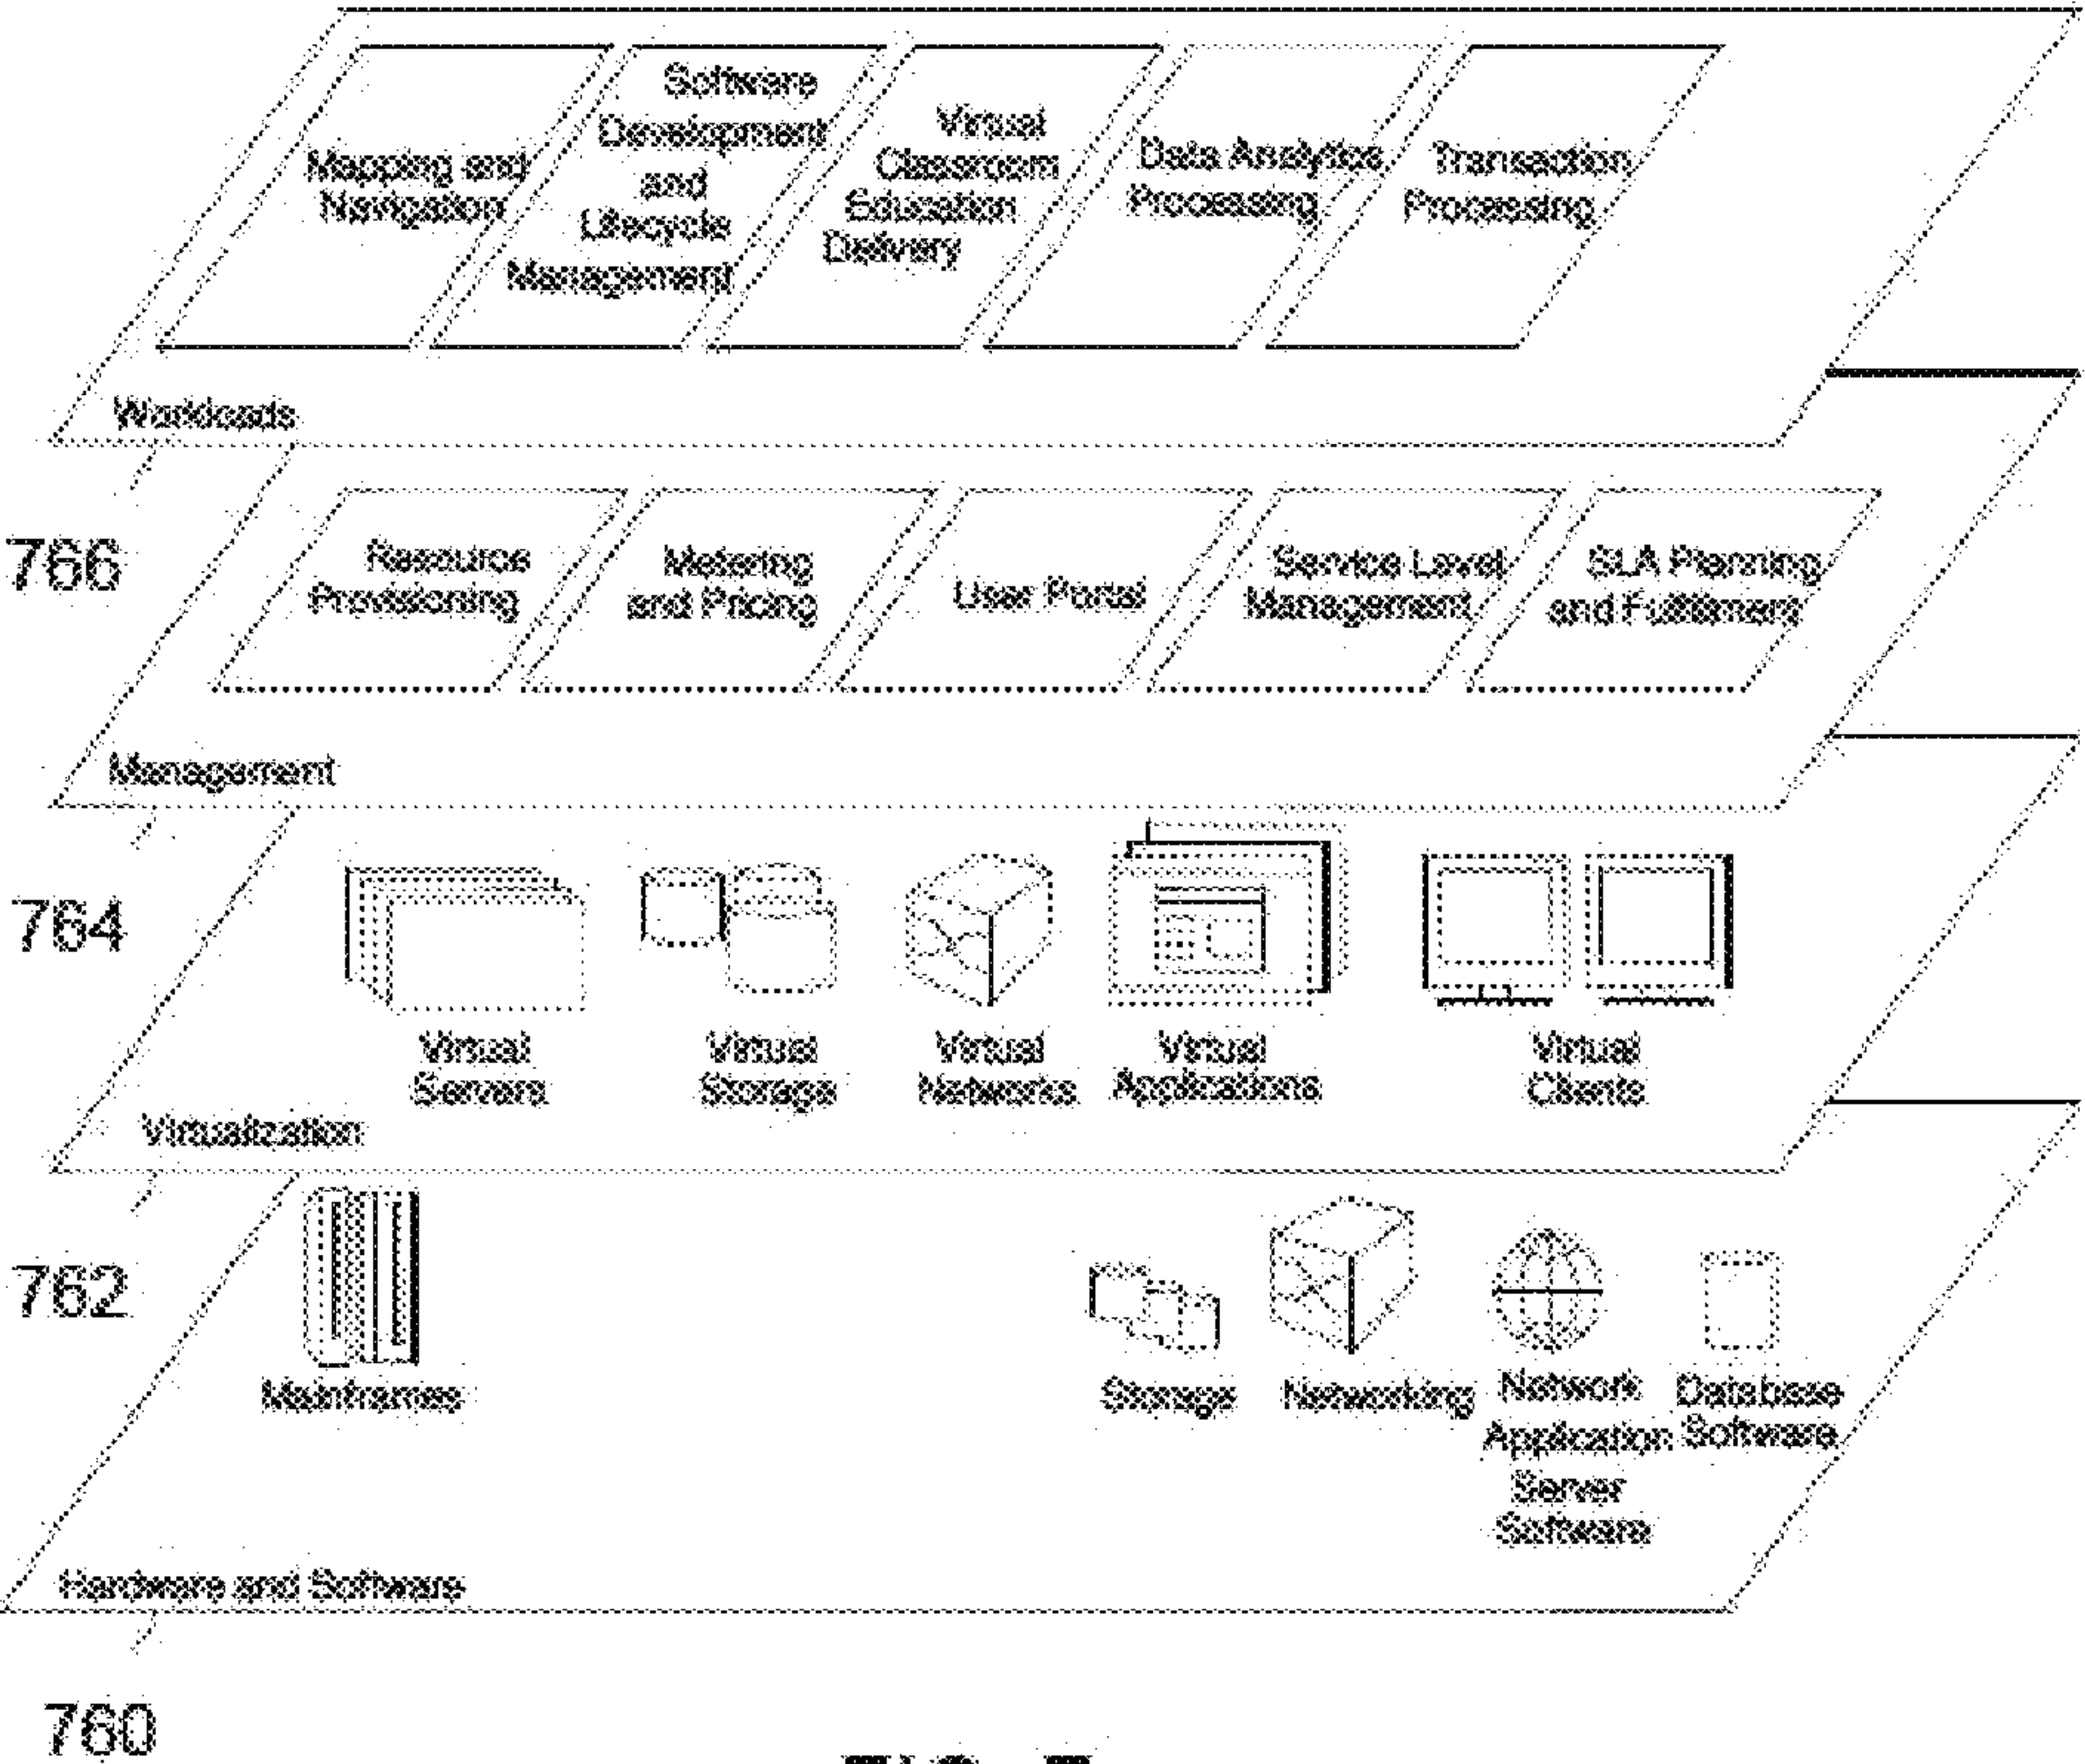 Mapping and
Navigation
Software
Development
and
Lifecycle
Management
Virtual
Classroom
Education
Delivery
Data Analytics
Processing
Transaction
Processing
Workloads
766
Resource
Provisioning
Metering
and Pricing
User Portal
Service Level
Management
SLA Planning
and Fulfillment
Management
764
Virtual
Servers
Virtual
Storage
Virtual
Networks
Virtual
Applications
Virtual
Clients
Virtualization
762
Mainframes
Storage
Networking
Network
Application
Server
Software
Database
Software
Hardware and Software
760